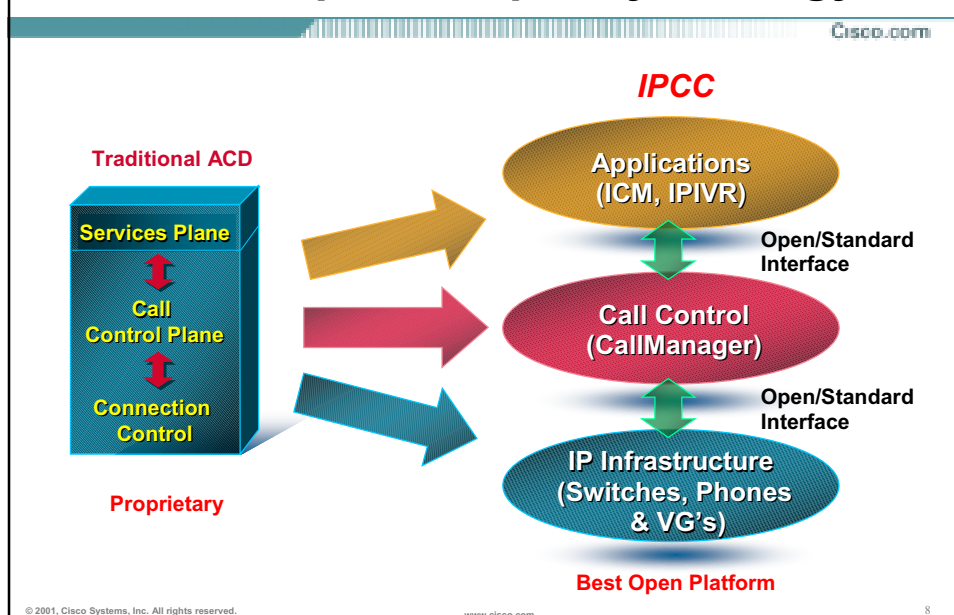 Cisco.com
IPCC
Traditional ACD
Services Plane
Call
Control Plane
Connection
Control
Proprietary
Applications
(ICM, IPIVR)
Open/Standard
Interface
Call Control
(CallManager)
Open/Standard
Interface
IP Infrastructure
(Switches, Phones
& VG's)
Best Open Platform
© 2001, Cisco Systems, Inc. All rights reserved.
www.cisco.com
8